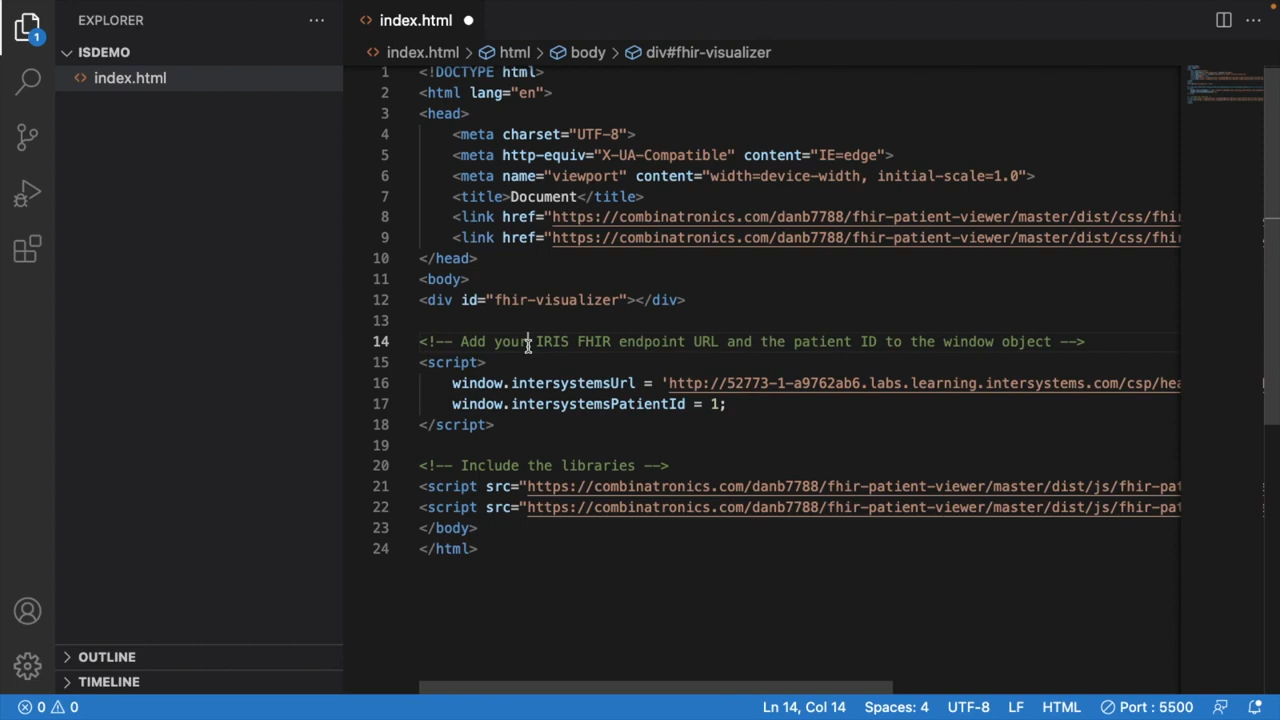 EXPLORER
index.html
ISDEMO
index.html > html > body > div#fhir-visualizer
index.html
1
1 <!DOCTYPE html>
2 <html lang="en">
3 <head>
4 <meta charset="UTF-8">
5 <meta http-equiv="X-UA-Compatible" content="IE=edge">
6 <meta name="viewport" content="width=device-width, initial-scale=1.0">
7 <title>Document</title>
8 <link href="https://combinatronics.com/danb7788/fhir-patient-viewer/master/dist/css/fhi
9 <link href="https://combinatronics.com/danb7788/fhir-patient-viewer/master/dist/css/fhi
10 </head>
11 <body>
12 <div id="fhir-visualizer"></div>
13
14 <!-- Add your IRIS FHIR endpoint URL and the patient ID to the window object -->
15 <script>
16 window.intersystemsUrl = 'http://52773-1-a9762ab6.labs.learning.intersystems.com/csp/hea
17 window.intersystemsPatientId = 1;
18 </script>
19
20 <!-- Include the libraries -->
21 <script src="https://combinatronics.com/danb7788/fhir-patient-viewer/master/dist/js/fhir-pat
22 <script src="https://combinatronics.com/danb7788/fhir-patient-viewer/master/dist/js/fhir-pat
23 </body>
24 </html>
OUTLINE
TIMELINE
0 0 Ln 14, Col 14 Spaces: 4 UTF-8 LF HTML Port : 5500